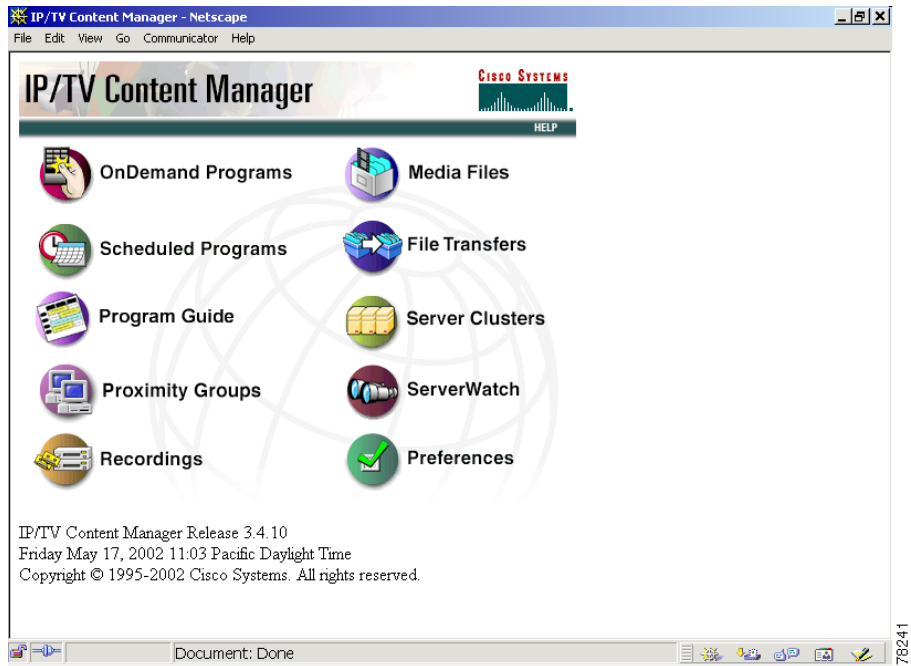 IP/TV Content Manager - Netscape
File Edit View Go Communicator Help
IP/TV Content Manager
CISCO SYSTEMS
HELP
OnDemand Programs
Media Files
Scheduled Programs
File Transfers
Program Guide
Server Clusters
Proximity Groups
ServerWatch
Recordings
Preferences
IP/TV Content Manager Release 3.4.10
Friday May 17, 2002 11:03 Pacific Daylight Time
Copyright © 1995-2002 Cisco Systems. All rights reserved.
Document: Done
78241